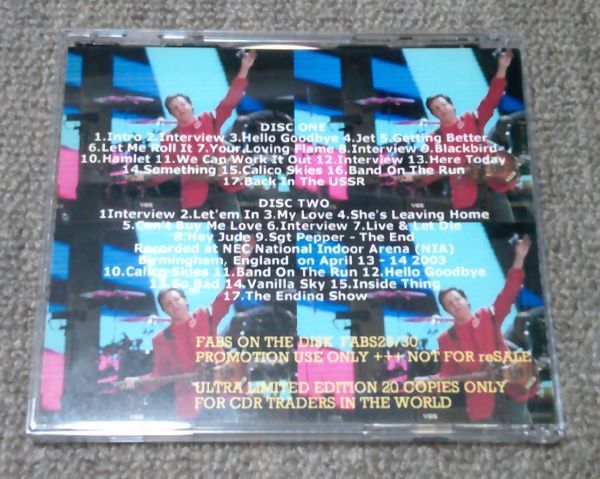 DISC ONE
1.Intro 2.Interview 3.Hello Goodbye 4.Jet 5.Getting Better
6.Let Me Roll It 7.Your Loving Flame 8.Interview 9.Blackbird
10.Hamlet 11.We Can Work It Out 12.Interview 13.Here Today
14.Something 15.Calico Skies 16.Band On The Run
17.Back In The USSR
DISC TWO
1Interview 2.Let'em In 3.My Love 4.She's Leaving Home
5.Can't Buy Me Love 6.Interview 7.Live & Let Die
8.Hey Jude 9.Sgt Pepper - The End
Recorded at NEC National Indoor Arena (NIA)
Birmingham, England on April 13 - 14 2003
10.Calico Skies 11.Band On The Run 12.Hello Goodbye
13.So Bad 14.Vanilla Sky 15.Inside Thing
17.The Ending Show
FABS ON THE DISK FABS29/30
PROMOTION USE ONLY +++ NOT FOR reSALE
ULTRA LIMITED EDITION 20 COPIES ONLY
FOR CDR TRADERS IN THE WORLD